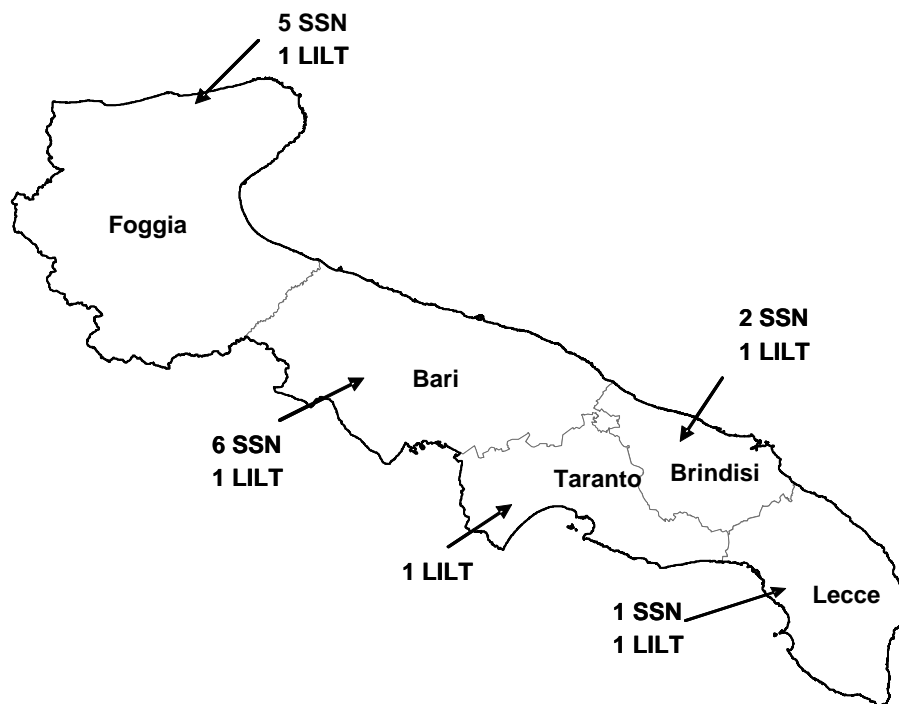 5 SSN
1 LILT
Foggia
2 SSN
1 LILT
Bari
6 SSN
1 LILT
Taranto
Brindisi
1 LILT
Lecce
1 SSN
1 LILT